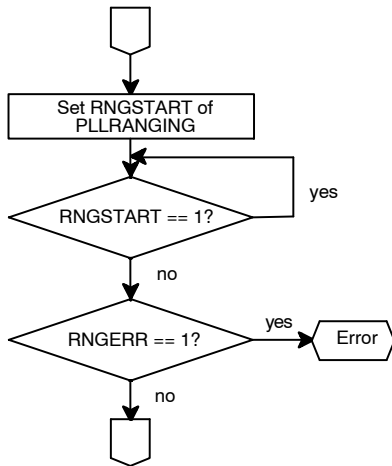 Set RNGSTART of
PLLRANGING
RNGSTART == 1?
yes
no
RNGERR == 1?
yes
Error
no